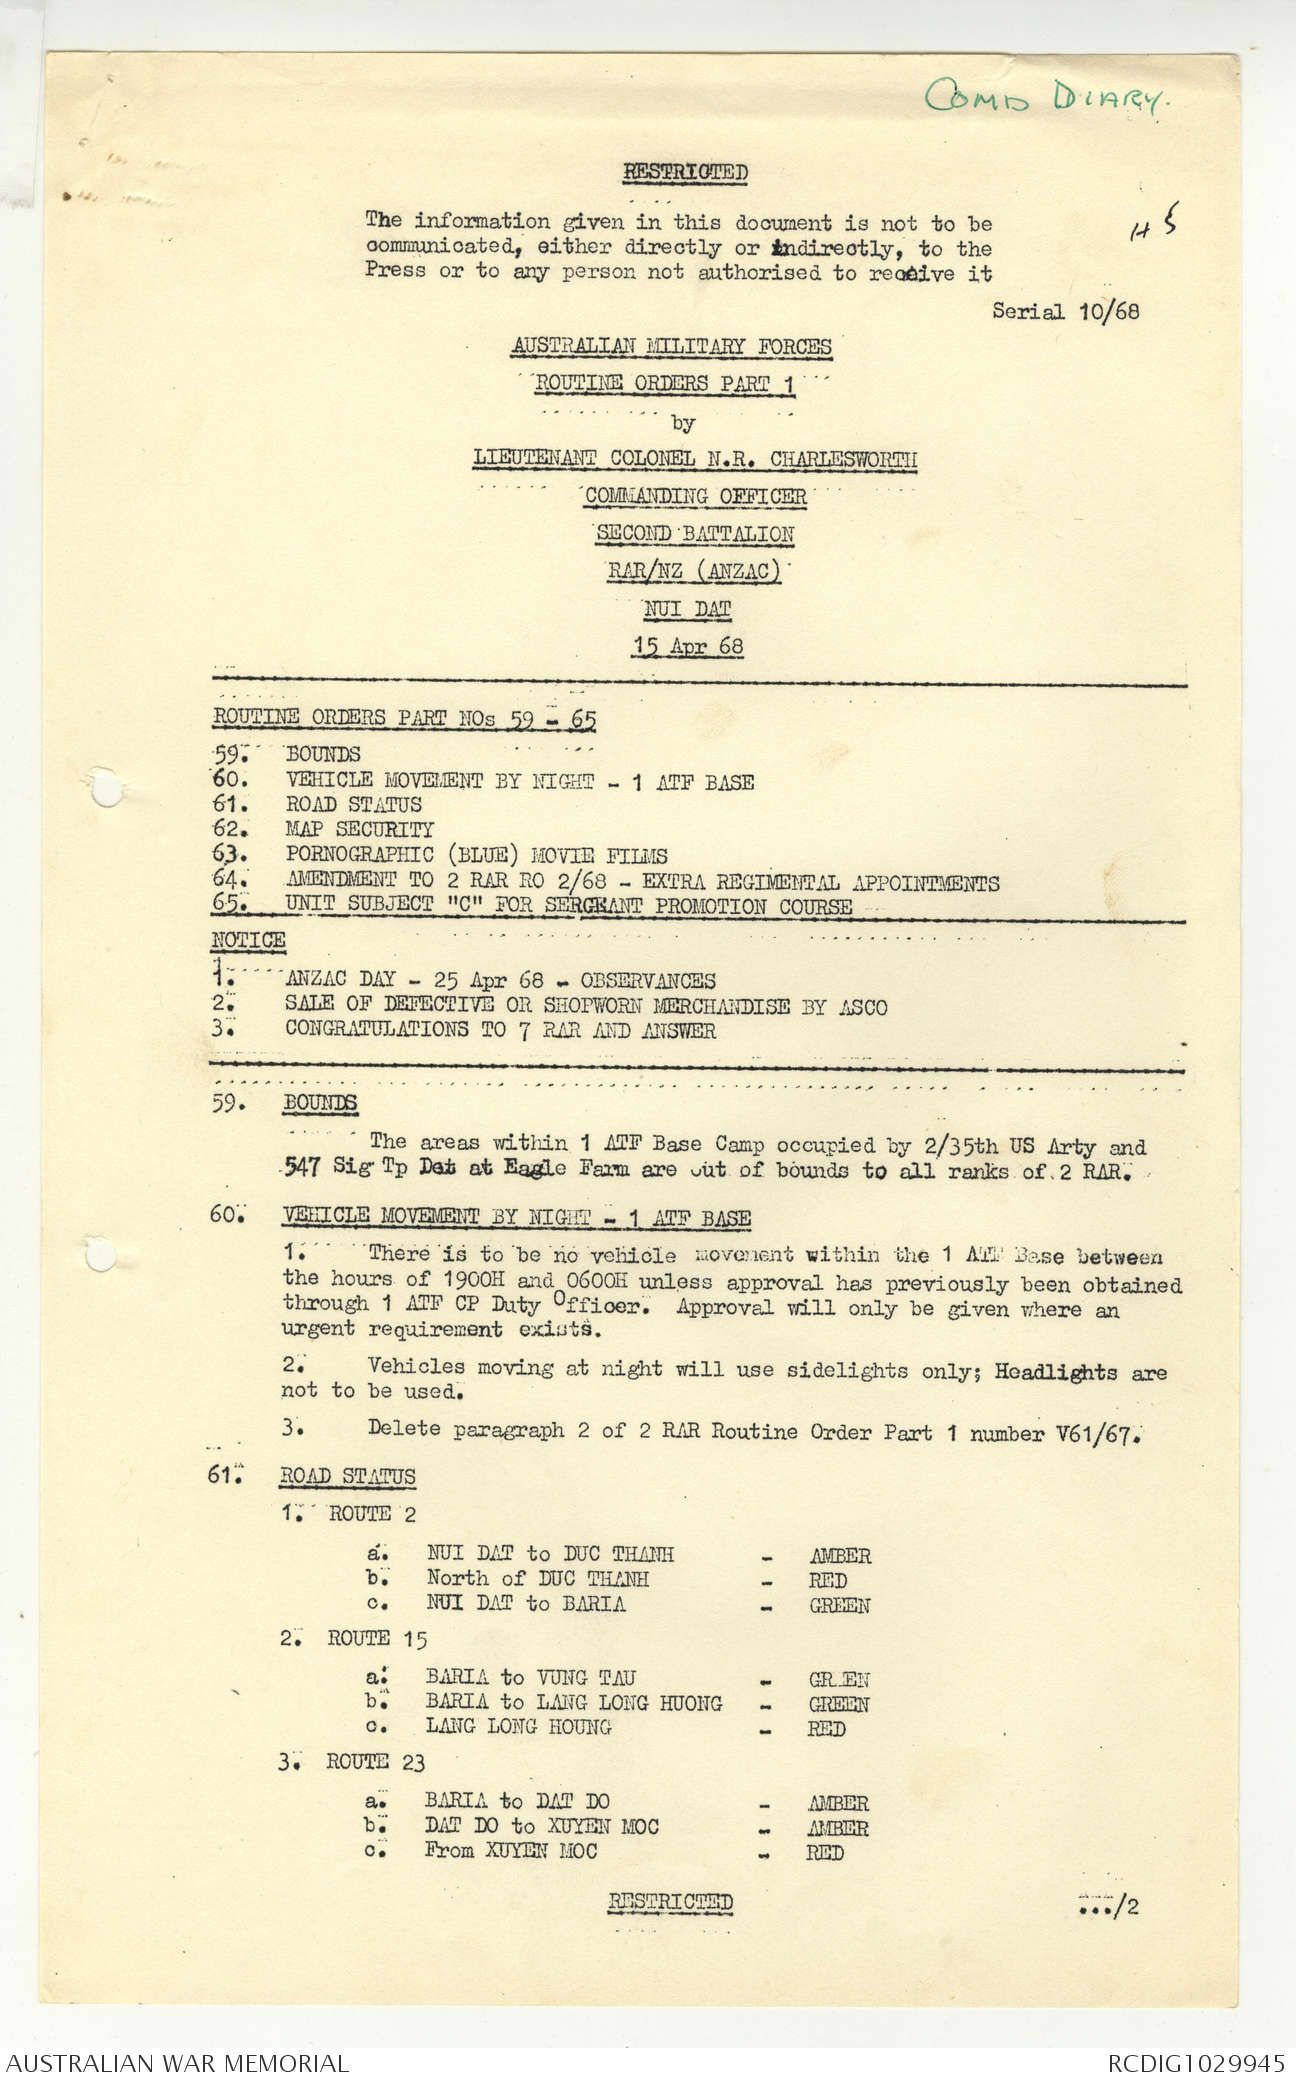 COMD DIARY.
RESTRICTED
The information given in this document is not to be
communicated, either directly or indirectly, to the
Press or to any person not authorised to receive it
Serial 10/68
AUSTRALIAN MILITARY FORCES
ROUTINE ORDERS PART 1
by
LIEUTENANT COLONEL N.R. CHARLESWORTH
COMMANDING OFFICER
SECOND BATTALION
RAR/NZ (ANZAC)
NUI DAT
15 Apr 68
ROUTINE ORDERS PART NOs 59 - 65
59. BOUNDS
60. VEHICLE MOVEMENT BY NIGHT - 1 ATF BASE
61. ROAD STATUS
62. MAP SECURITY
63. PORNOGRAPHIC (BLUE) MOVIE FILMS
64. AMENDMENT TO 2 RAR RO 2/68 - EXTRA REGIMENTAL APPOINTMENTS
65. UNIT SUBJECT "C" FOR SERGEANT PROMOTION COURSE
NOTICE
1. ANZAC DAY - 25 Apr 68 - OBSERVANCES
2. SALE OF DEFECTIVE OR SHOPWORN MERCHANDISE BY ASCO
3. CONGRATULATIONS TO 7 RAR AND ANSWER
59. BOUNDS
The areas within 1 ATF Base Camp occupied by 2/35th US Arty and
547 Sig Tp Det at Eagle Farm are out of bounds to all ranks of 2 RAR.
60. VEHICLE MOVEMENT BY NIGHT - 1 ATF BASE
1. There is to be no vehicle movement within the 1 ATF Base between
the hours of 1900H and 0600H unless approval has previously been obtained
through 1 ATF CP Duty Officer. Approval will only be given where an
urgent requirement exists.
2. Vehicles moving at night will use sidelights only; Headlights are
not to be used.
3. Delete paragraph 2 of 2 RAR Routine Order Part 1 number V61/67.
61. ROAD STATUS
1. ROUTE 2
a. NUI DAT to DUC THANH - AMBER
b. North of DUC THANH - RED
c. NUI DAT to BARIA - GREEN
2. ROUTE 15
a. BARIA to VUNG TAU - GREEN
b. BARIA to LANG LONG HUONG - GREEN
c. LANG LONG HOUNG - RED
3. ROUTE 23
a. BARIA to DAT DO - AMBER
b. DAT DO to XUYEN MOC - AMBER
c. From XUYEN MOC - RED
RESTRICTED
.../2
AUSTRALIAN WAR MEMORIAL
RCDIG1029945